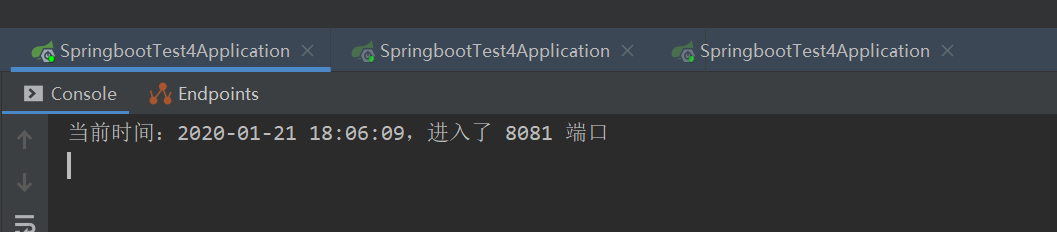 SpringbootTest4Application SpringbootTest4Application SpringbootTest4Application
Console Endpoints
当前时间：2020-01-21 18:06:09，进入了 8081 端口